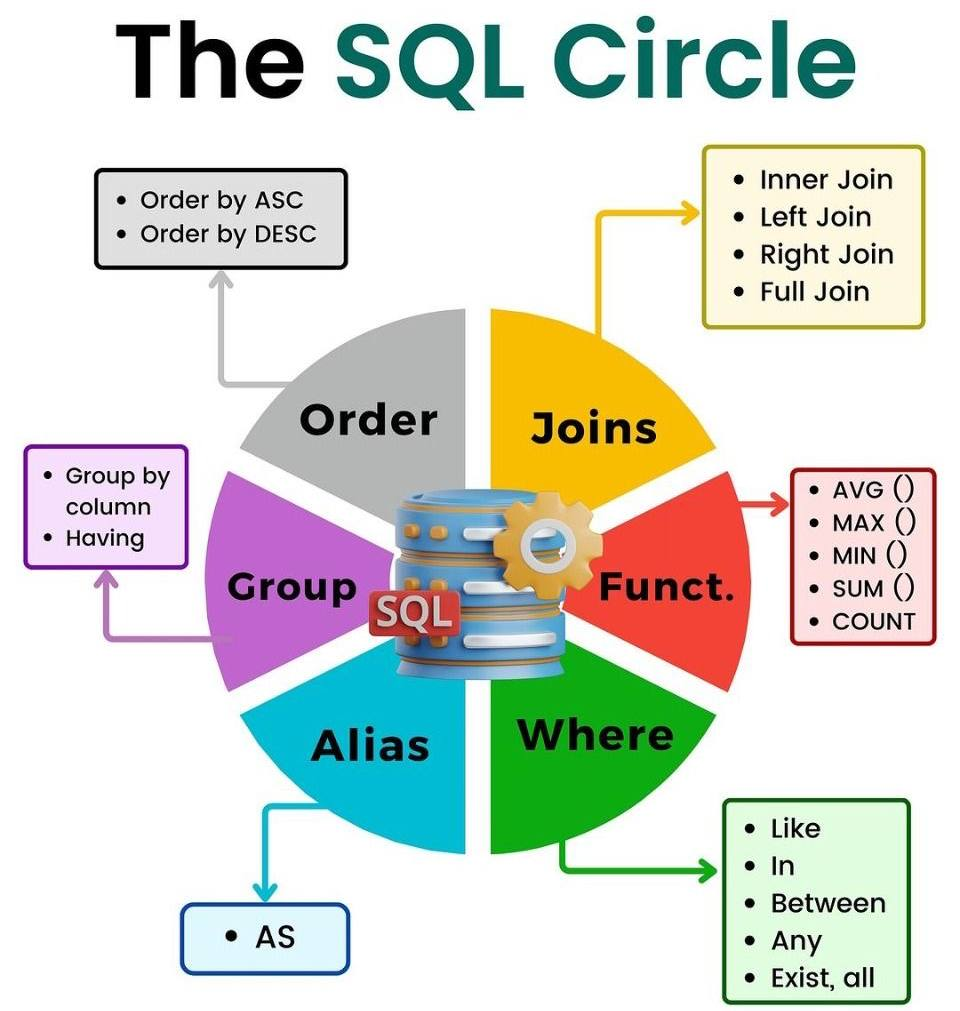 The SQL Circle
• Order by ASC
• Order by DESC
• Inner Join
• Left Join
• Right Join
• Full Join
Order
Joins
• Group by
column
• Having
• AVG ()
• MAX ()
• MIN ()
• SUM ()
• COUNT
Group
SQL
Funct.
Alias
Where
• AS
• Like
• In
• Between
• Any
• Exist, all